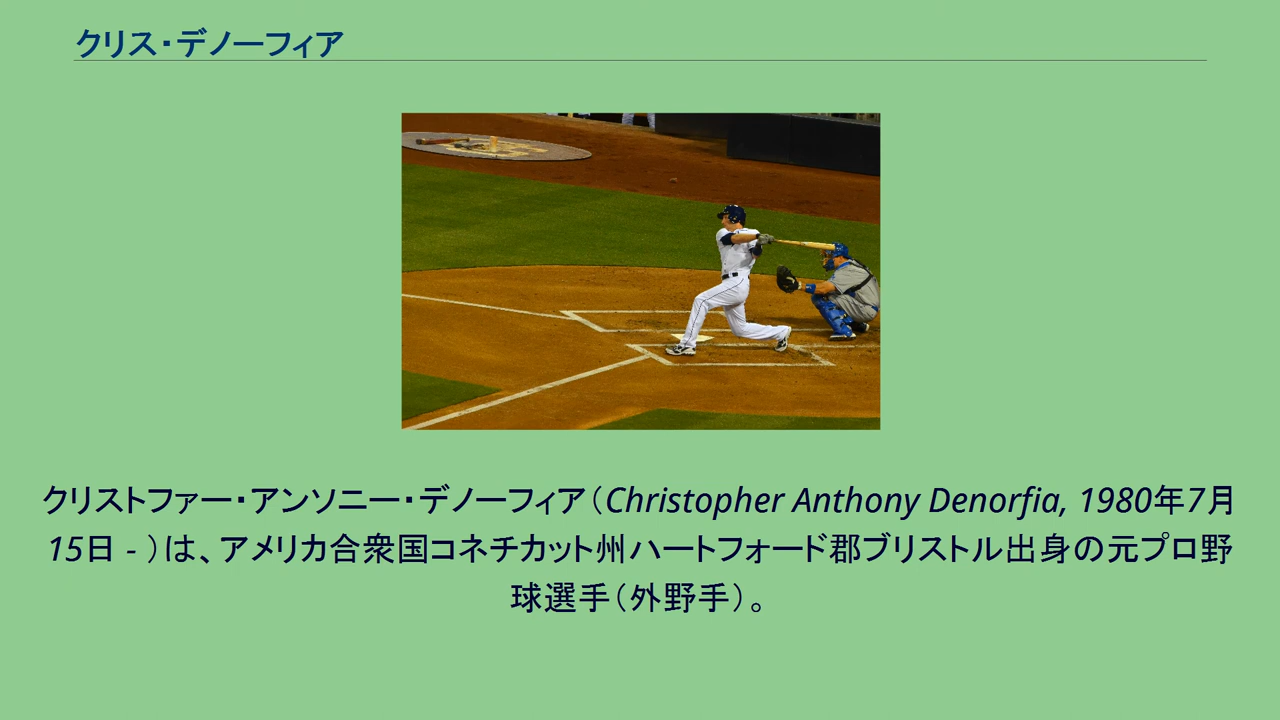 クリス・デノーフィア
クリストファー・アンソニー・デノーフィア（Christopher Anthony Denorfia, 1980年7月
15日 - ）は、アメリカ合衆国コネチカット州ハートフォード郡ブリストル出身の元プロ野
球選手（外野手）。